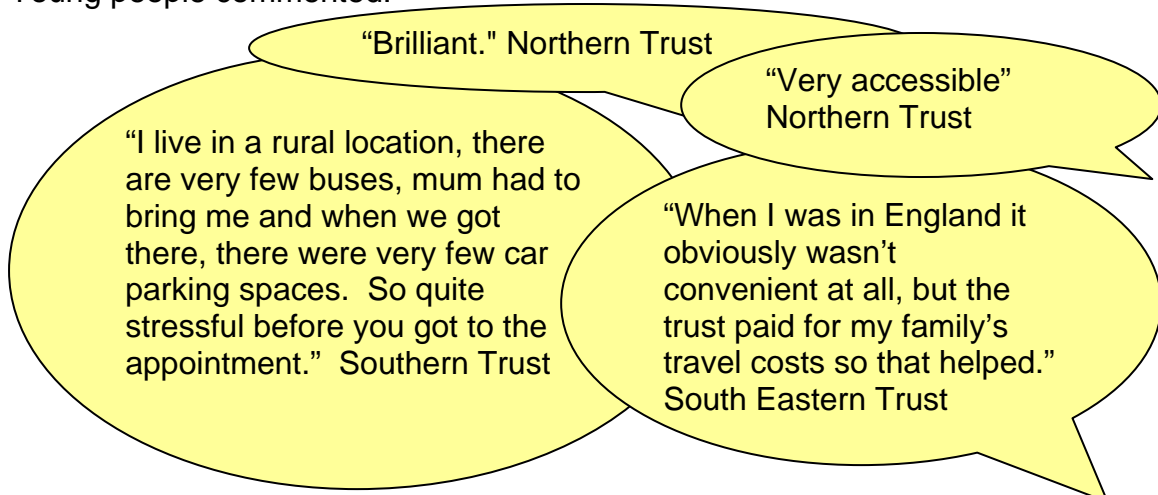 Young people commented:
“Brilliant." Northern Trust
“Very accessible”
Northern Trust
“I live in a rural location, there
are very few buses, mum had to
bring me and when we got
there, there were very few car
parking spaces.  So quite
stressful before you got to the
appointment.”  Southern Trust
“When I was in England it
obviously wasn’t
convenient at all, but the
trust paid for my family’s
travel costs so that helped.”
South Eastern Trust